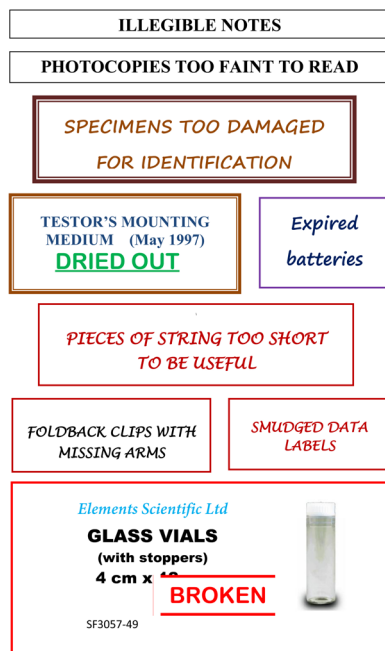 ILLEGIBLE NOTES
PHOTOCOPIES TOO FAINT TO READ
SPECIMENS TOO DAMAGED
FOR IDENTIFICATION
TESTOR'S MOUNTING
MEDIUM (May 1997)
DRIED OUT
Expired
batteries
PIECES OF STRING TOO SHORT
TO BE USEFUL
FOLDBACK CLIPS WITH
MISSING ARMS
SMUDGED DATA
LABELS
Elements Scientific Ltd
GLASS VIALS
(with stoppers)
4 cm x
BROKEN
SF3057-49